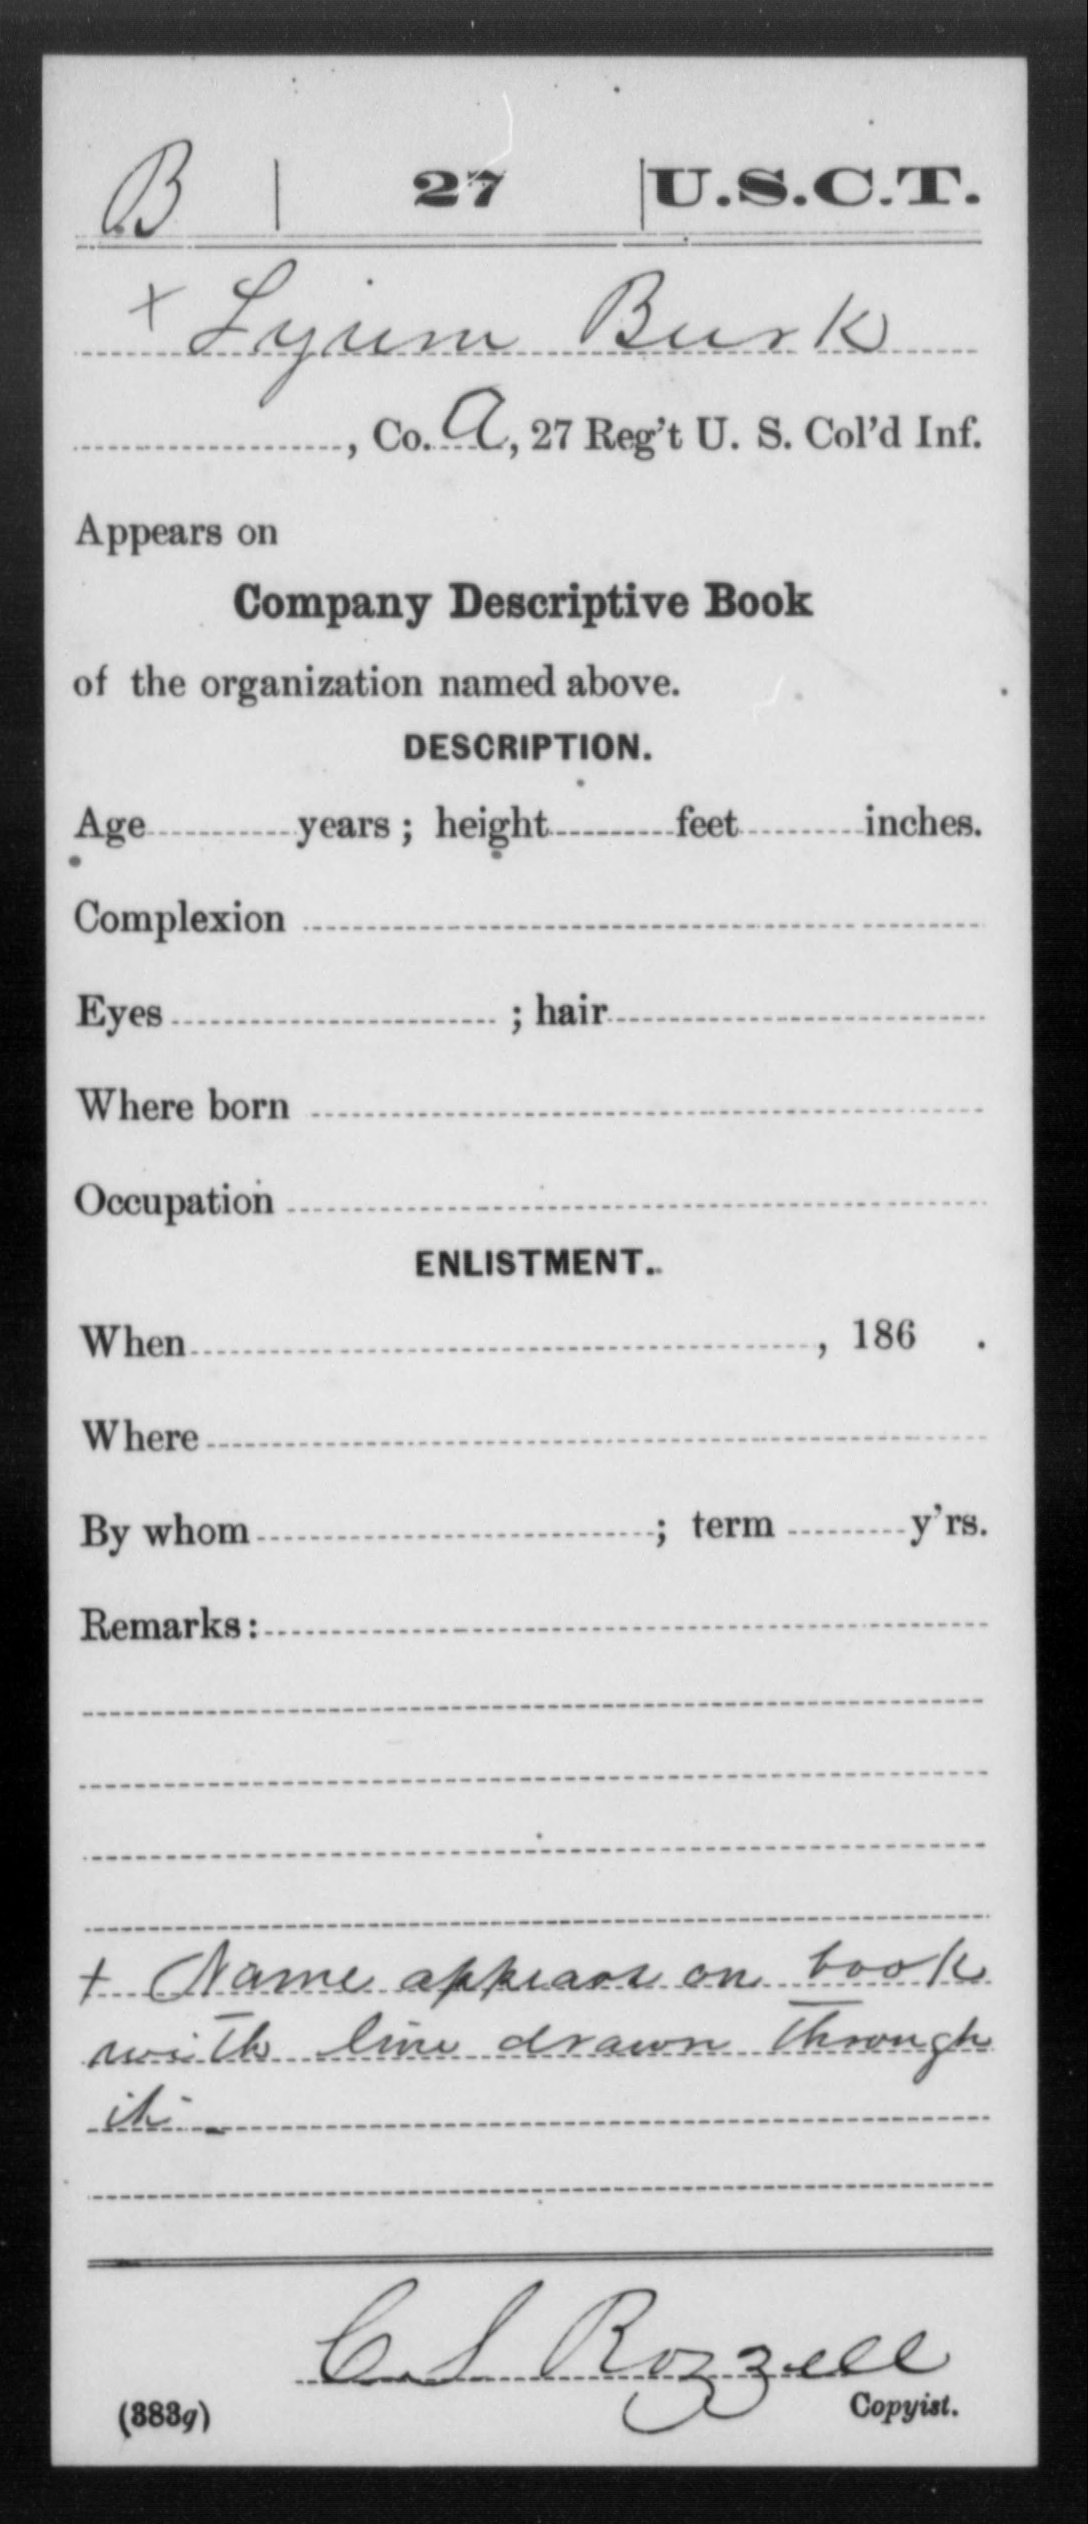 B | 27 | U.S.C.T.
+ Lyium Burk
, Co. A, 27 Reg't U. S. Col'd Inf.
Appears on
Company Descriptive Book
of the organization named above.
DESCRIPTION.
Age years; height feet inches.
Complexion
Eyes ; hair
Where born
Occupation
ENLISTMENT.
When , 186 .
Where
By whom ; term y'rs.
Remarks:
+ Name appears on book
with line drawn through
it.
C. S. Rozzell
(383g) Copyist.